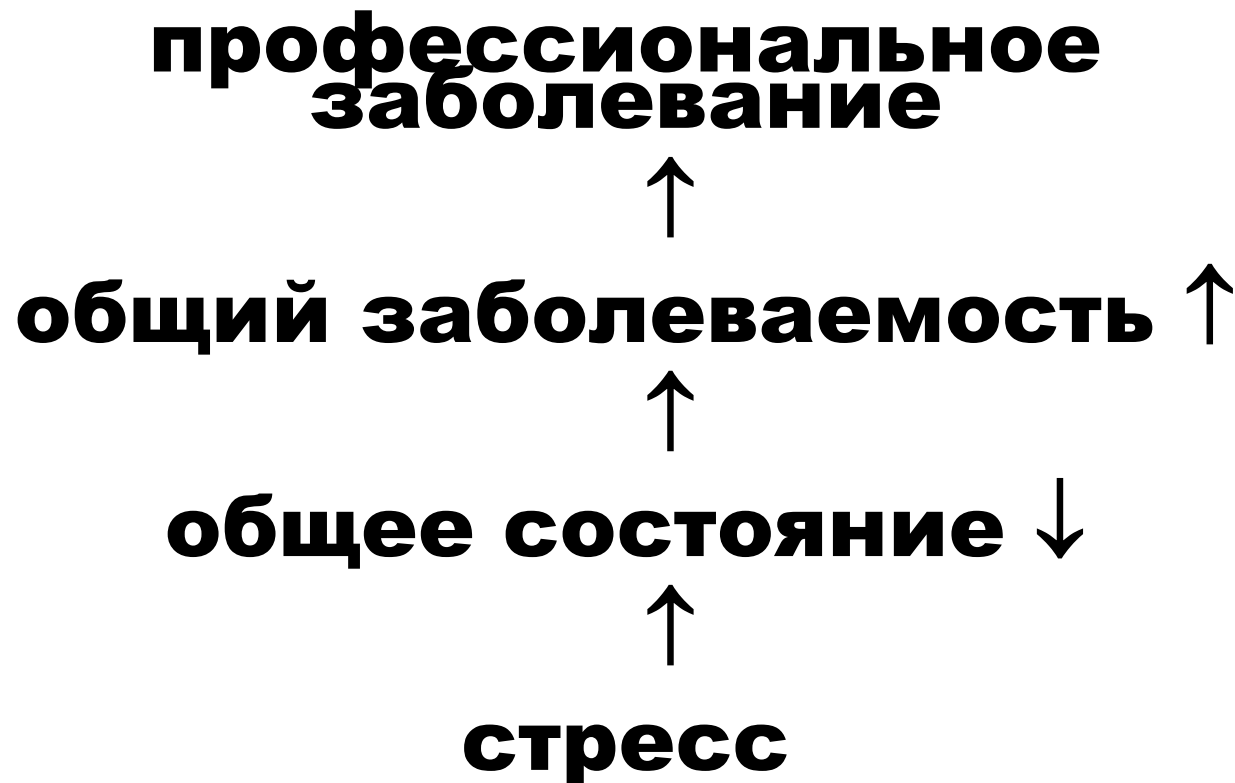 профессиональное
заболевание
↑
общий заболеваемость ↑
↑
общее состояние ↓
↑
стресс